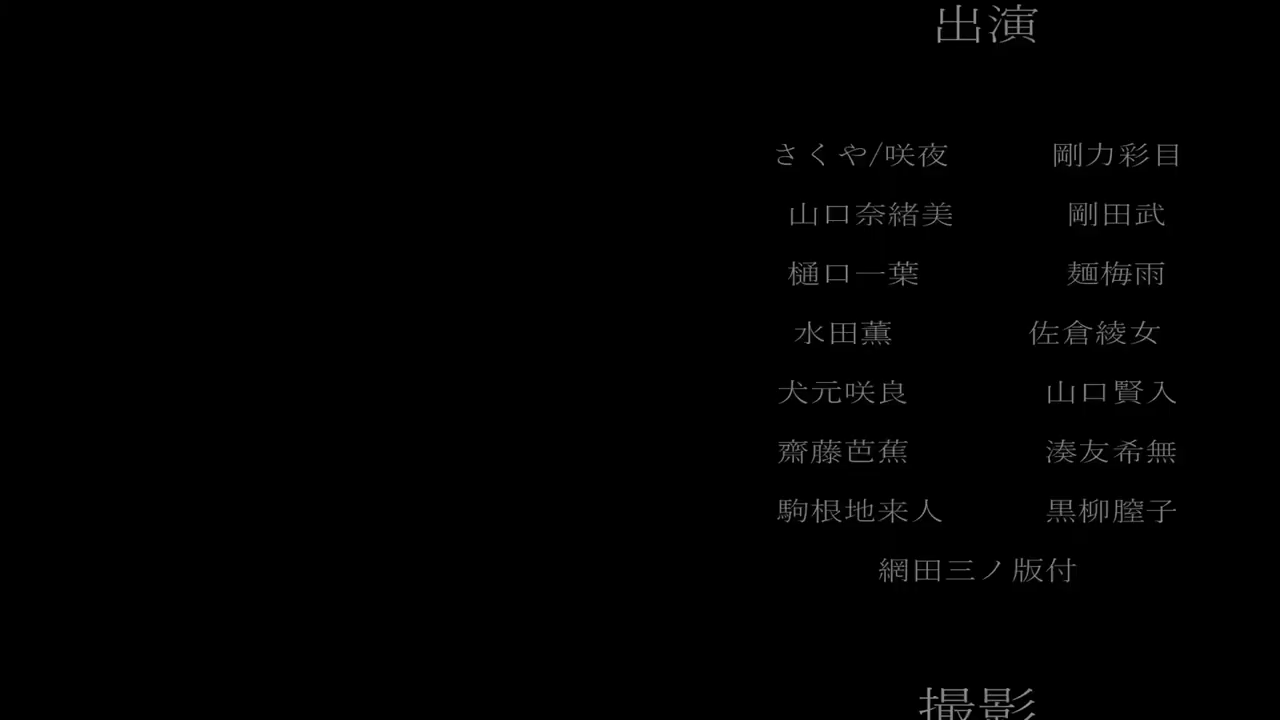 出演
さくや/咲夜 剛力彩目
山口奈緒美 剛田武
樋口一葉 麺梅雨
水田薫 佐倉綾女
犬元咲良 山口賢入
齋藤芭蕉 湊友希無
駒根地来人 黒柳膣子
網田三ノ版付
撮影